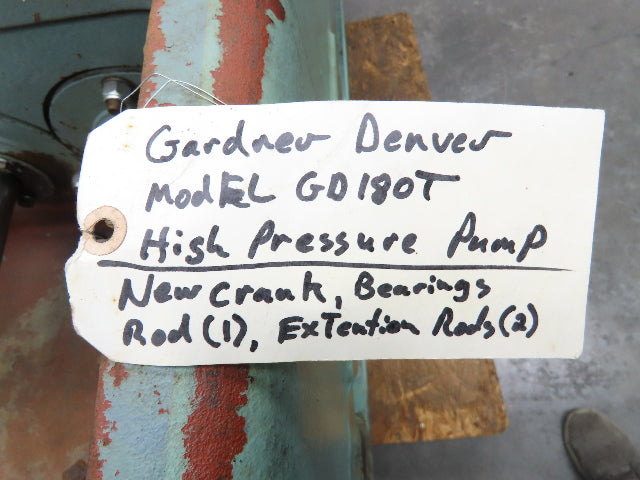 Gardner Denver
Model GD180T
High Pressure Pump
New Crank, Bearings
Rod (1), ExTention Rods (2)